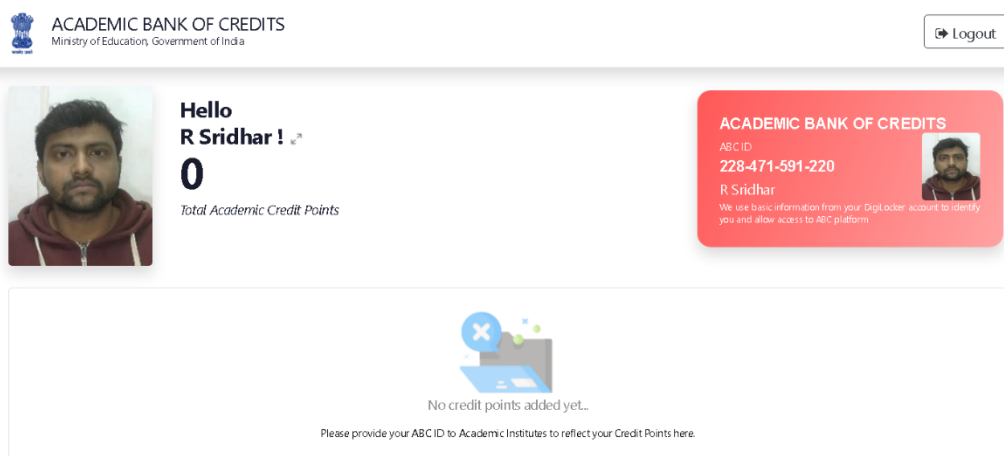 ACADEMIC BANK OF CREDITS
Ministry of Education, Government of India
Logout
Hello
R Sridhar !
0
Total Academic Credit Points
ACADEMIC BANK OF CREDITS
ABC ID
228-471-591-220
R Sridhar
We use basic information from your DigiLocker account to identify
you and allow access to ABC platform
No credit points added yet...
Please provide your ABC ID to Academic Institutes to reflect your Credit Points here.